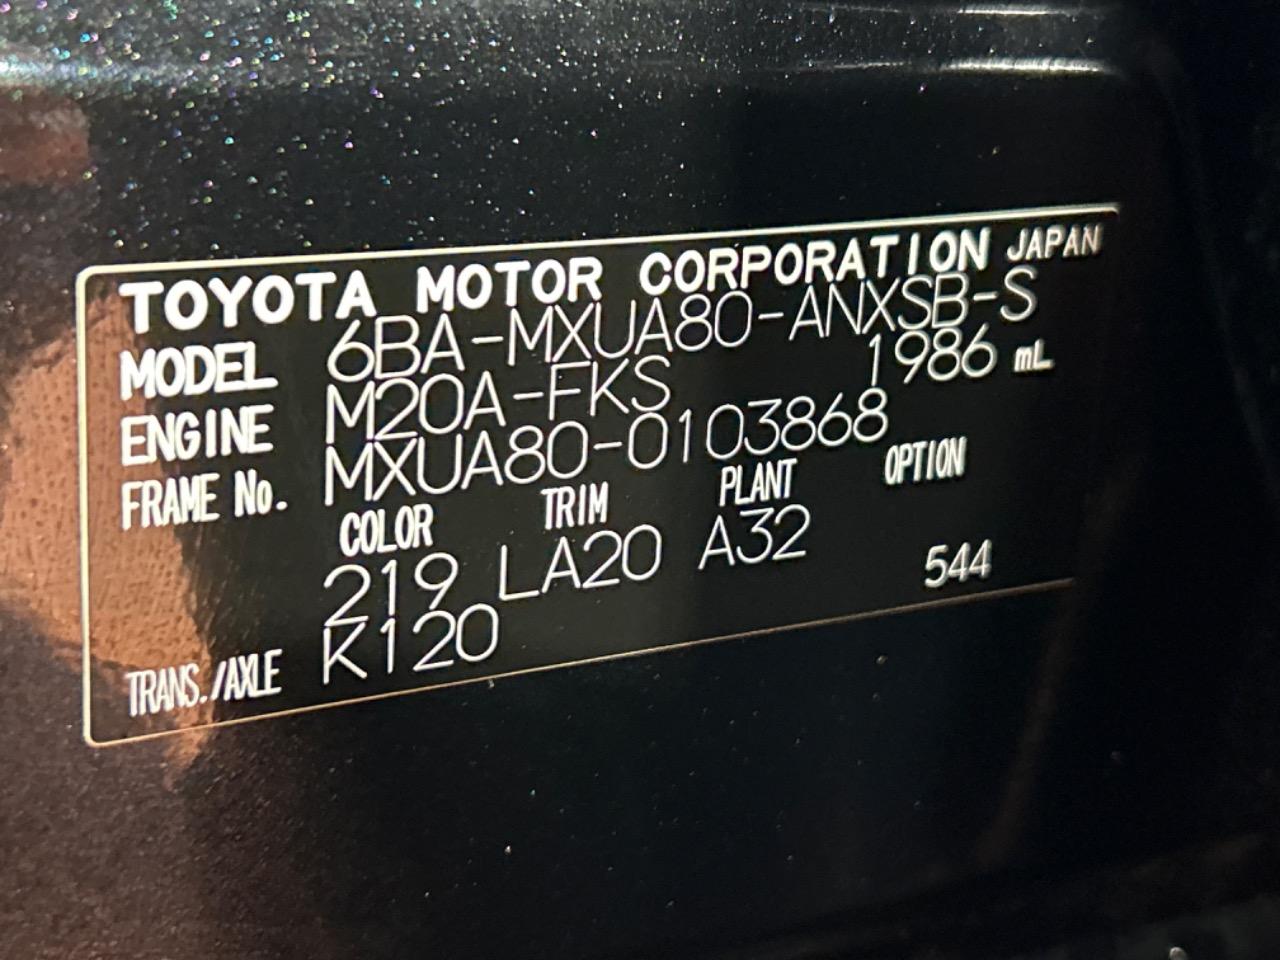 TOYOTA MOTOR CORPORATION JAPAN
MODEL 6BA-MXUA80-ANXSB-S
ENGINE M20A-FKS 1986 mL
FRAME No. MXUA80-0103868
COLOR TRIM PLANT OPTION
219 LA20 A32
TRANS./AXLE K120 544